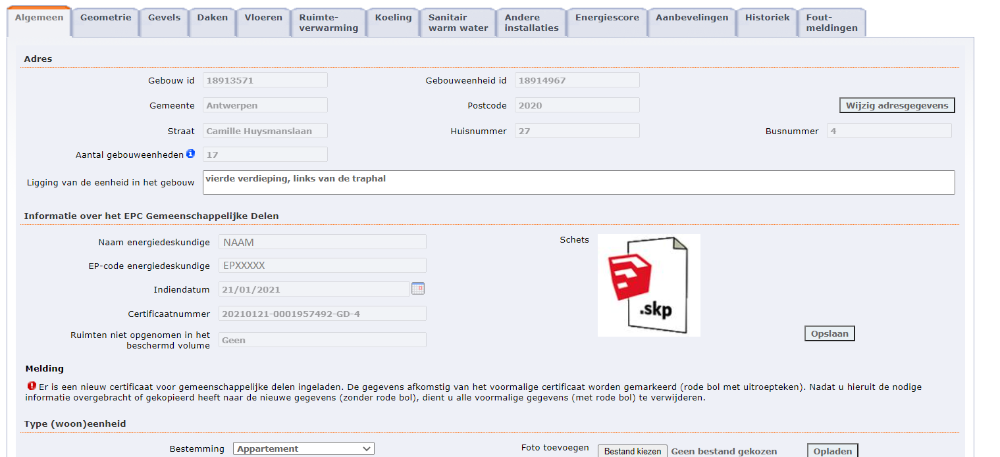 Algemeen Geometrie Gevels Daken Vloeren Ruimte- Koeling Sanitair Andere Energiescore Aanbevelingen Historiek Fout-
verwarming warm water installaties meldingen
Adres
Gebouw id 18913571 Gebouweenheid id 18914967
Gemeente Antwerpen Postcode 2020 Wijzig adresgegevens
Straat Camille Huysmanslaan Huisnummer 27 Busnummer 4
Aantal gebouweenheden 17
Ligging van de eenheid in het gebouw vierde verdieping, links van de traphal
Informatie over het EPC Gemeenschappelijke Delen
Naam energiedeskundige NAAM Schets
EP-code energiedeskundige EPXXXXX
Indiendatum 21/01/2021
Certificaatnummer 20210121-0001957492-GD-4
.skp
Ruimten niet opgenomen in het
beschermd volume Geen
Opslaan
Melding
Er is een nieuw certificaat voor gemeenschappelijke delen ingeladen. De gegevens afkomstig van het voormalige certificaat worden gemarkeerd (rode bol met uitroepteken). Nadat u hieruit de nodige
informatie overgebracht of gekopieerd heeft naar de nieuwe gegevens (zonder rode bol), dient u alle voormalige gegevens (met rode bol) te verwijderen.
Type (woon)eenheid
Bestemming Appartement Foto toevoegen Bestand kiezen Geen bestand gekozen Opladen